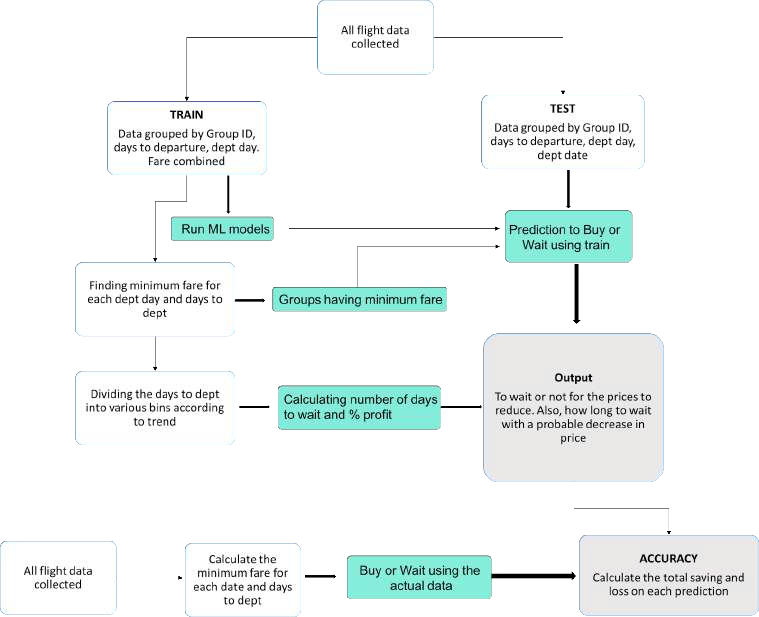 All flight data
collected
TRAIN
Data grouped by Group ID,
days to departure, dept day.
Fare combined
TEST
Data grouped by Group ID,
days to departure, dept day,
dept date
Run ML models
Prediction to Buy or
Wait using train
Finding minimum fare for
each dept day and days to
dept
Groups having minimum fare
Dividing the days to dept
into various bins according
to trend
Calculating number of days
to wait and % profit
Output
To wait or not for the prices to
reduce. Also, how long to wait
with a probable decrease in
price
All flight data
collected
Calculate the
minimum fare for
each date and days
to dept
Buy or Wait using the
actual data
ACCURACY
Calculate the total saving and
loss on each prediction